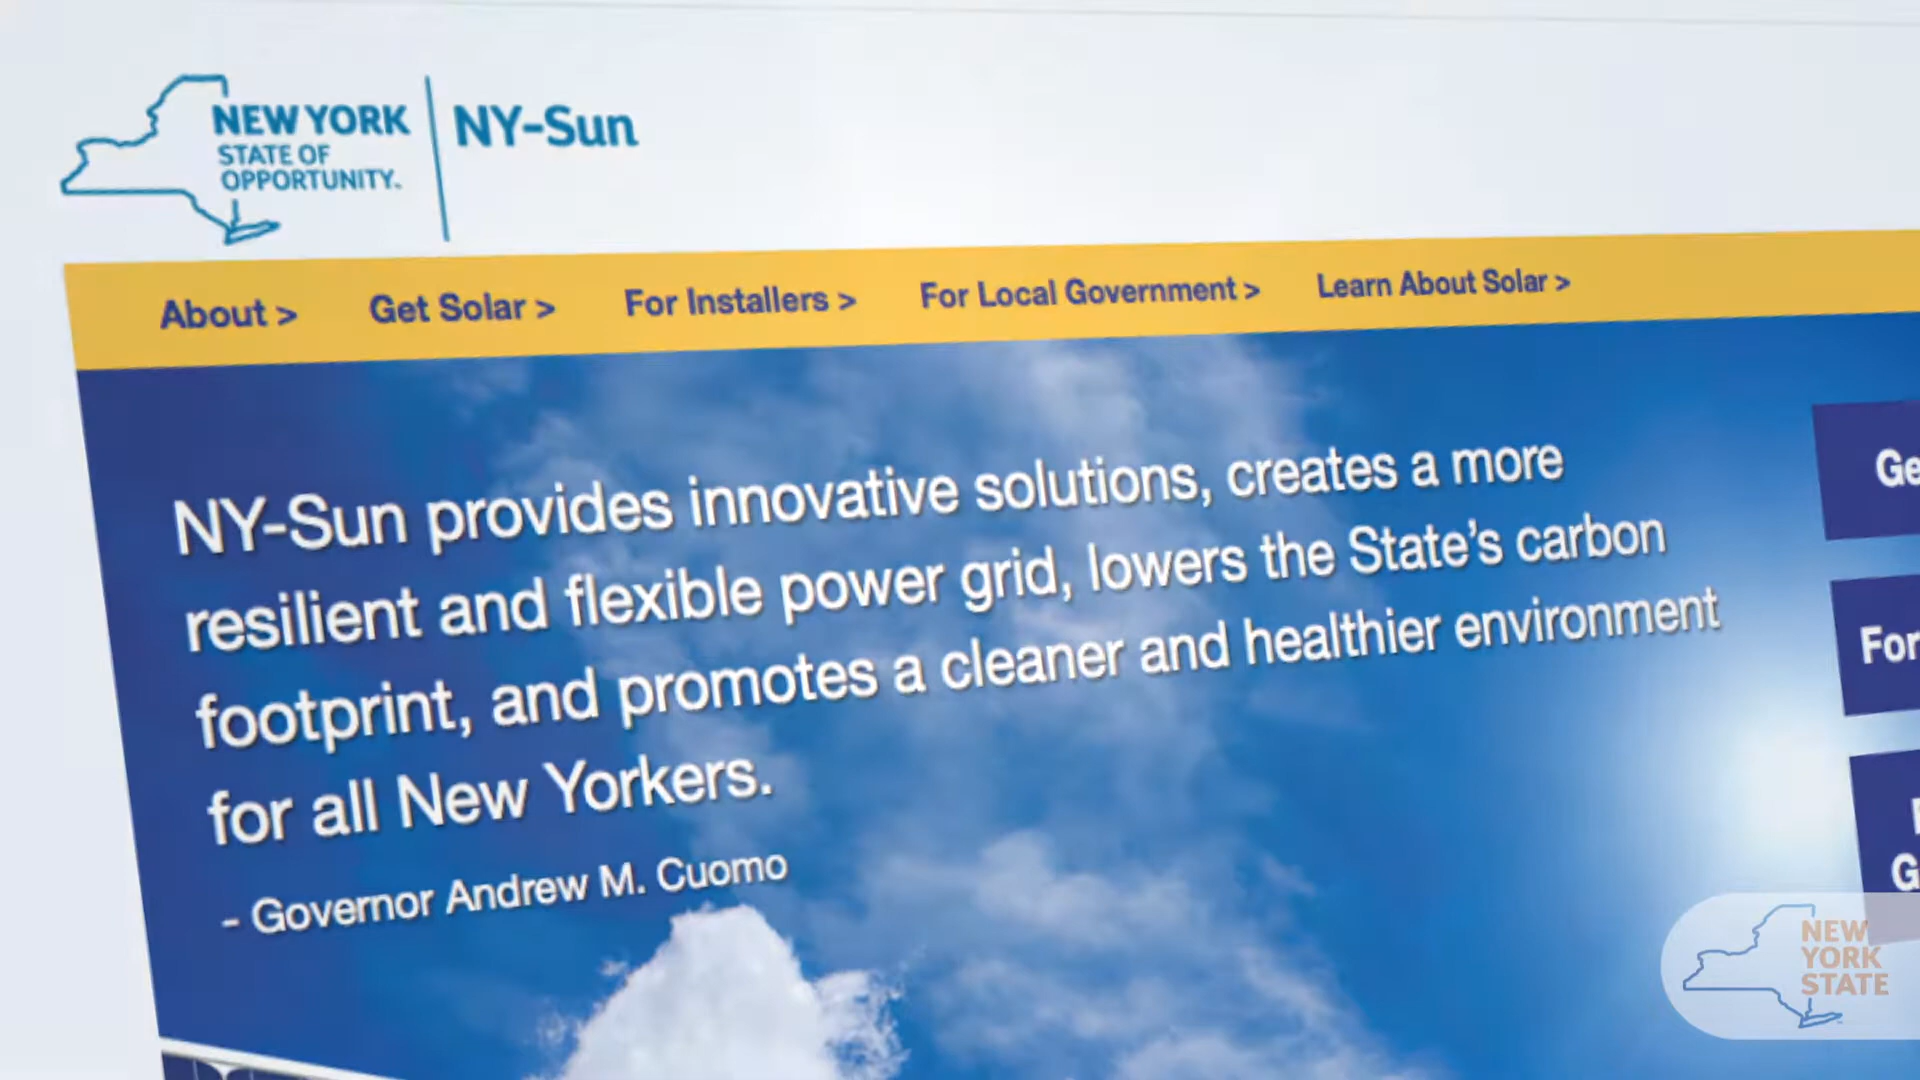 NEW YORK
STATE OF
OPPORTUNITY.
NY-Sun
About >
Get Solar >
For Installers >
For Local Government >
Learn About Solar >
NY-Sun provides innovative solutions, creates a more
resilient and flexible power grid, lowers the State's carbon
footprint, and promotes a cleaner and healthier environment
for all New Yorkers.
- Governor Andrew M. Cuomo
For
NEW
YORK
STATE